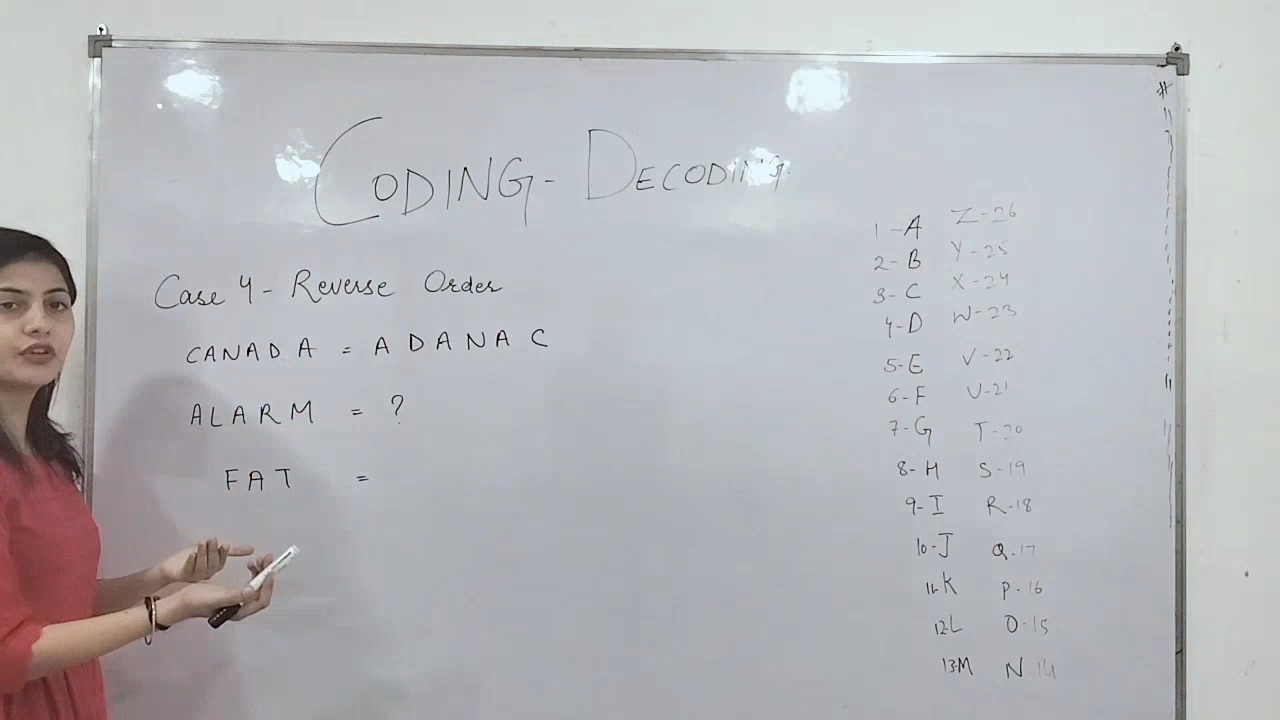 CODING - DECODING
Case 4 - Reverse Order
CANADA = ADANAC
ALARM = ?
FAT =
1 - A Z - 26
2 - B Y - 25
3 - C X - 24
4 - D W - 23
5 - E V - 22
6 - F U - 21
7 - G T - 20
8 - H S - 19
9 - I R - 18
10 - J Q - 17
11 - K P - 16
12 - L O - 15
13 - M N - 14